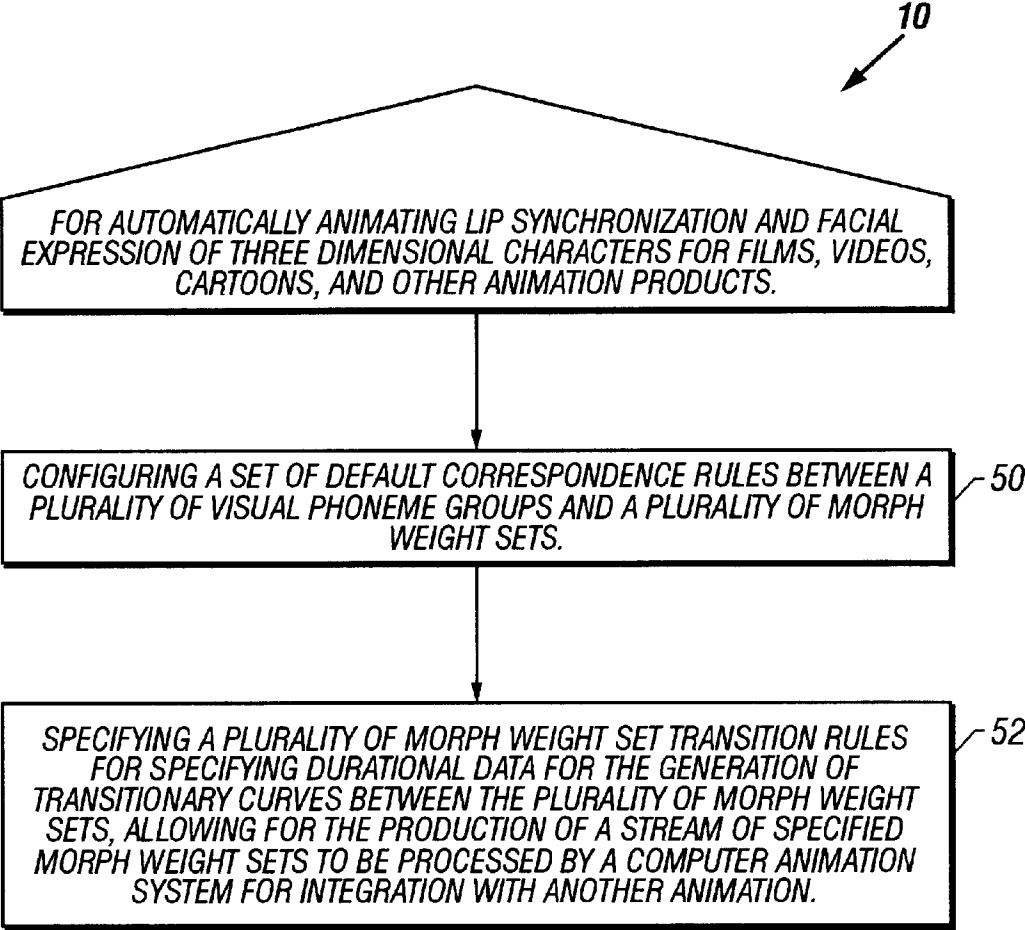 10
FOR AUTOMATICALLY ANIMATING LIP SYNCHRONIZATION AND FACIAL
EXPRESSION OF THREE DIMENSIONAL CHARACTERS FOR FILMS, VIDEOS,
CARTOONS, AND OTHER ANIMATION PRODUCTS.
CONFIGURING A SET OF DEFAULT CORRESPONDENCE RULES BETWEEN A
PLURALITY OF VISUAL PHONEME GROUPS AND A PLURALITY OF MORPH
WEIGHT SETS.
50
SPECIFYING A PLURALITY OF MORPH WEIGHT SET TRANSITION RULES
FOR SPECIFYING DURATIONAL DATA FOR THE GENERATION OF
TRANSITIONARY CURVES BETWEEN THE PLURALITY OF MORPH WEIGHT
SETS, ALLOWING FOR THE PRODUCTION OF A STREAM OF SPECIFIED
MORPH WEIGHT SETS TO BE PROCESSED BY A COMPUTER ANIMATION
SYSTEM FOR INTEGRATION WITH ANOTHER ANIMATION.
52